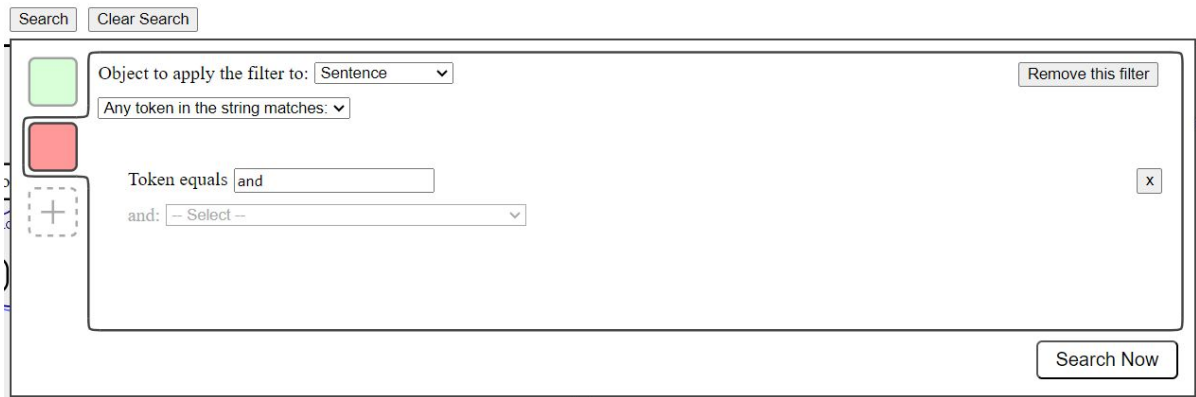 Search Clear Search
Object to apply the filter to: Sentence Remove this filter
Any token in the string matches:
Token equals and x
and: -- Select --
Search Now